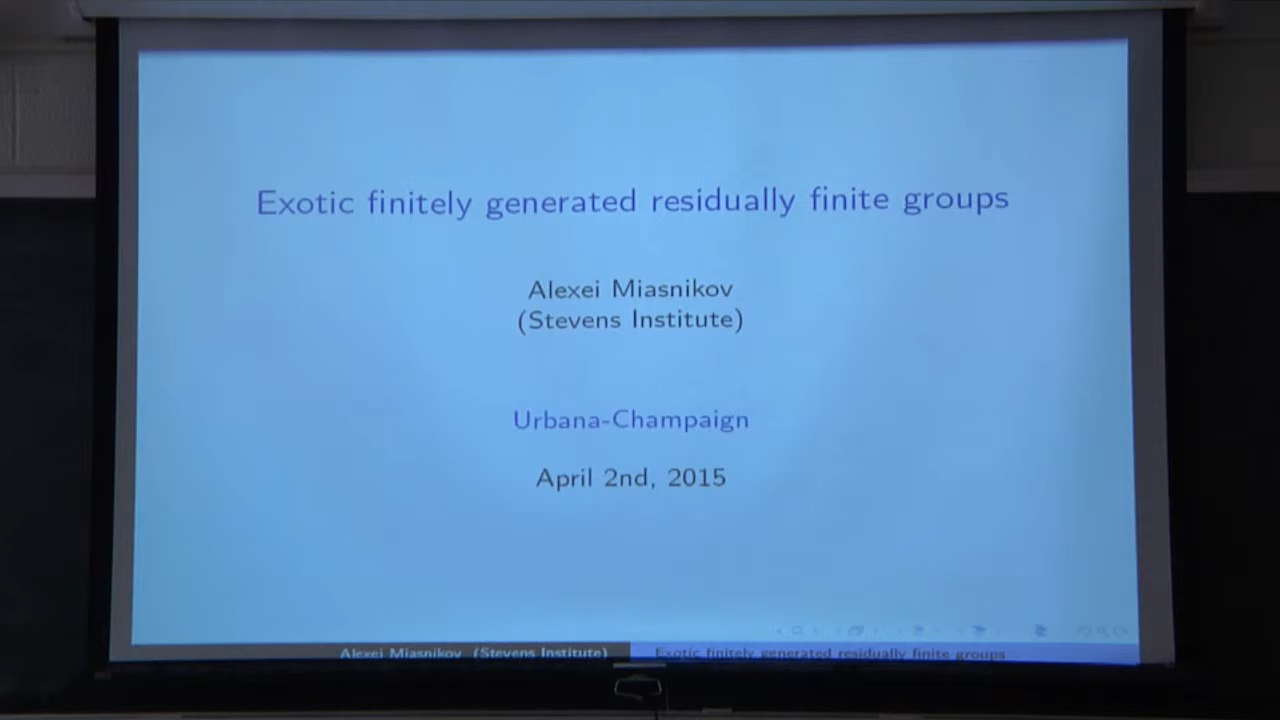 Exotic finitely generated residually finite groups
Alexei Miasnikov
(Stevens Institute)
Urbana-Champaign
April 2nd, 2015
Alexei Miasnikov (Stevens Institute)
Exotic finitely generated residually finite groups